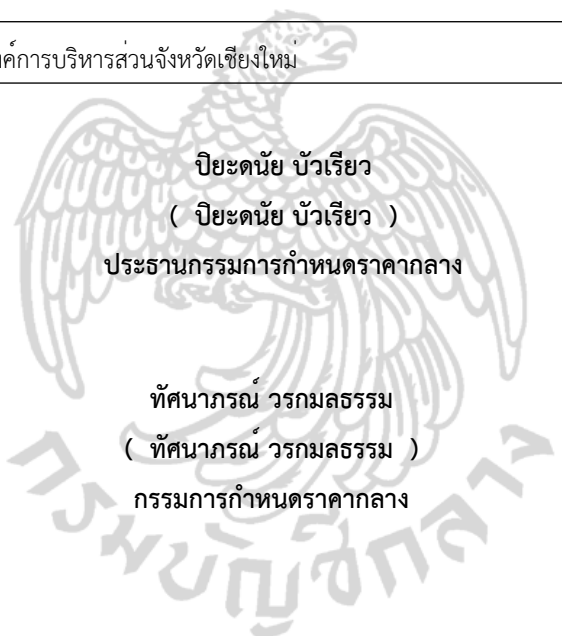 องค์การบริหารส่วนจังหวัดเชียงใหม่
ปิยะดนัย บัวเรียว
( ปิยะดนัย บัวเรียว )
ประธานกรรมการกำหนดราคากลาง
ทัศนาภรณ์ วรกมลธรรม
( ทัศนาภรณ์ วรกมลธรรม )
กรรมการกำหนดราคากลาง
กรมบัญชีกลาง